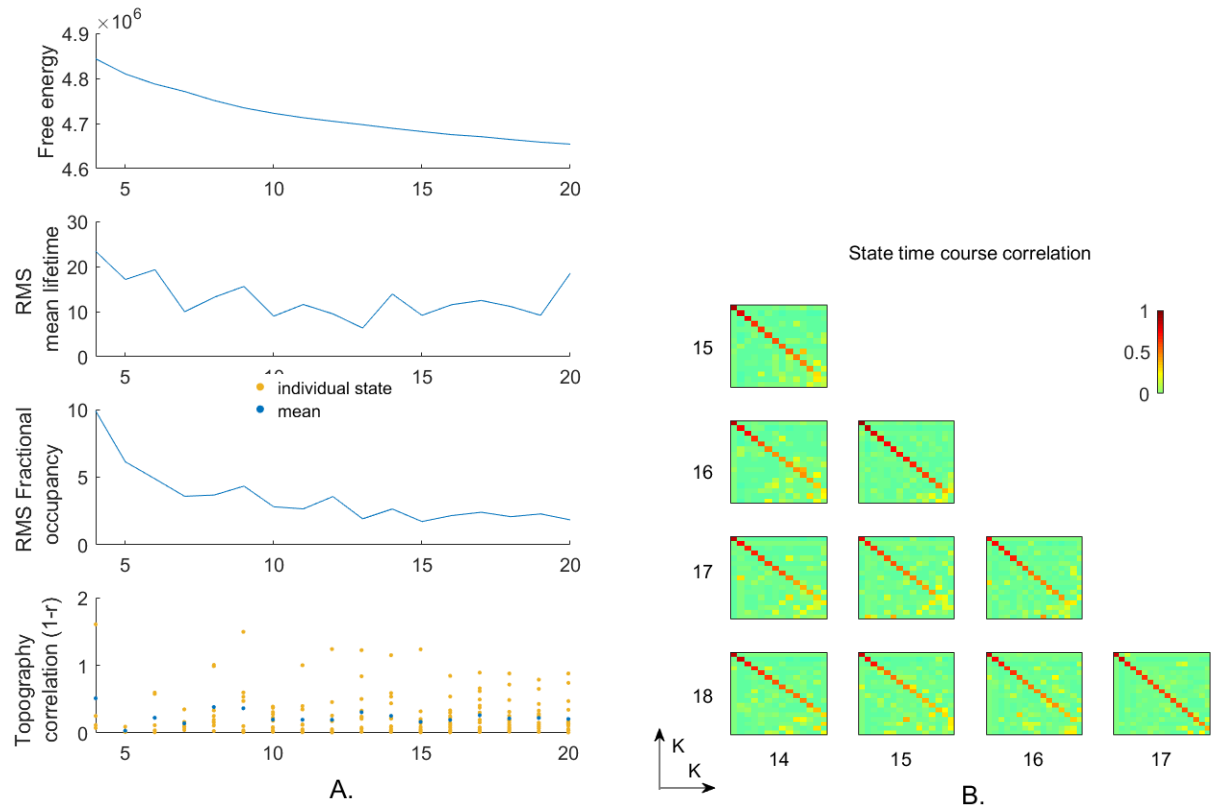 ×10⁶
4.9
4.8
4.7
4.6
Free energy
5 10 15 20
30
20
10
0
RMS
mean lifetime
5 10 15 20
individual state
mean
10
5
0
RMS Fractional
occupancy
5 10 15 20
2
1
0
Topography
correlation (1-r)
5 10 15 20
A.
State time course correlation
1
0.5
0
15
16
17
18
14 15 16 17
K
K
B.